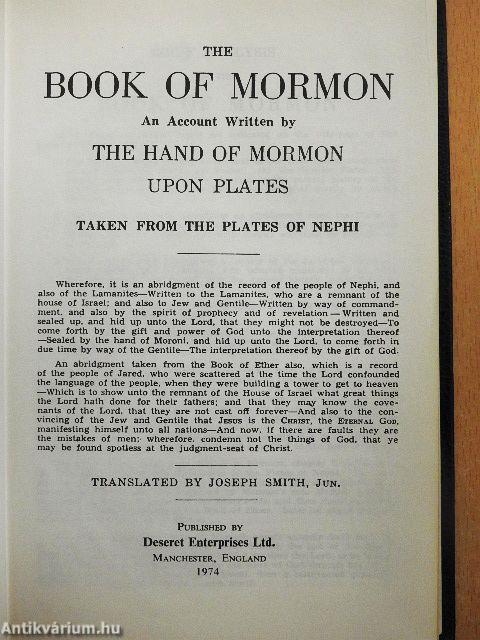 THE
BOOK OF MORMON
An Account Written by
THE HAND OF MORMON
UPON PLATES
TAKEN FROM THE PLATES OF NEPHI
Wherefore, it is an abridgment of the record of the people of Nephi, and
also of the Lamanites—Written to the Lamanites, who are a remnant of the
house of Israel; and also to Jew and Gentile—Written by way of command-
ment, and also by the spirit of prophecy and of revelation—Written and
sealed up, and hid up unto the Lord, that they might not be destroyed—To
come forth by the gift and power of God unto the interpretation thereof
—Sealed by the hand of Moroni, and hid up unto the Lord, to come forth in
due time by way of the Gentile—The interpretation thereof by the gift of God.
An abridgment taken from the Book of Ether also, which is a record
of the people of Jared, who were scattered at the time the Lord confounded
the language of the people, when they were building a tower to get to heaven
—Which is to show unto the remnant of the House of Israel what great things
the Lord hath done for their fathers; and that they may know the cove-
nants of the Lord, that they are not cast off forever—And also to the con-
vincing of the Jew and Gentile that JESUS is the CHRIST, the ETERNAL GOD,
manifesting himself unto all nations—And now, if there are faults they are
the mistakes of men; wherefore, condemn not the things of God, that ye
may be found spotless at the judgment-seat of Christ.
TRANSLATED BY JOSEPH SMITH, JUN.
PUBLISHED BY
Deseret Enterprises Ltd.
MANCHESTER, ENGLAND
1974
Antikvárium.hu